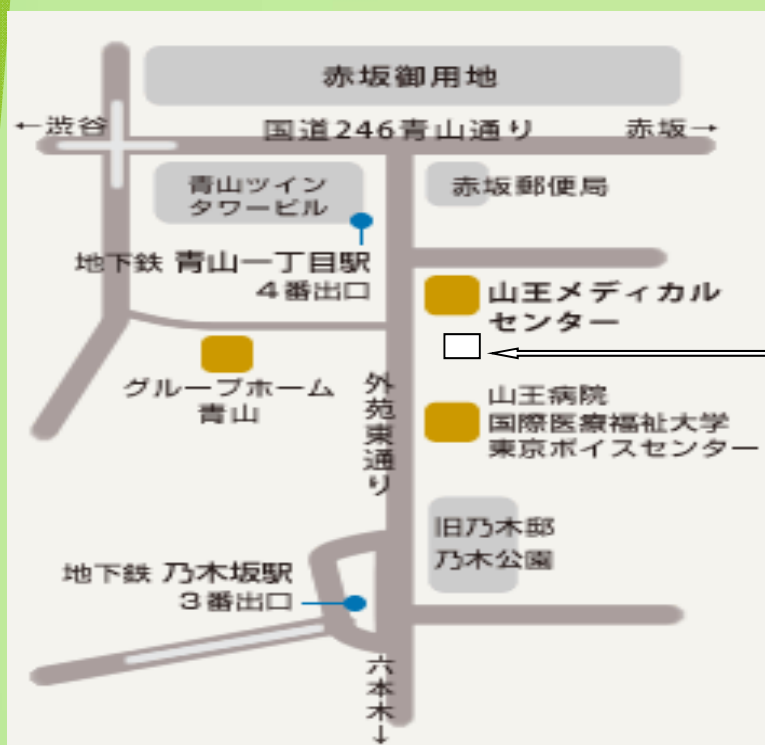 赤坂御用地
←渋谷
国道246青山通り
赤坂→
青山ツイン
タワービル
赤坂郵便局
地下鉄 青山一丁目駅
4番出口
山王メディカル
センター
グループホーム
青山
外苑東通り
山王病院
国際医療福祉大学
東京ボイスセンター
旧乃木邸
乃木公園
地下鉄 乃木坂駅
3番出口
六本木↓